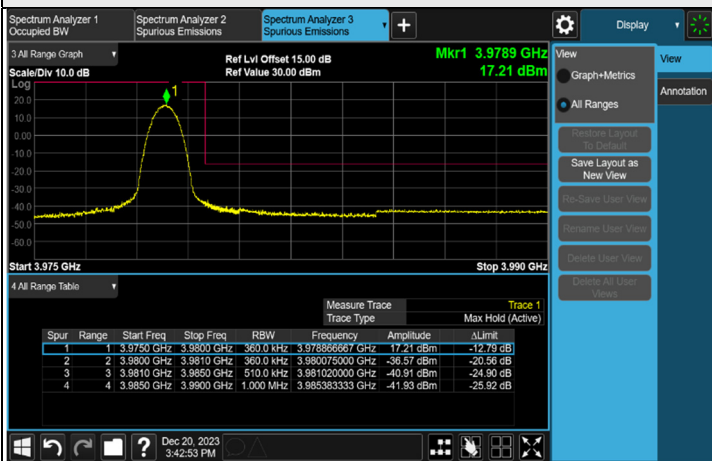 Spectrum Analyzer 1
Occupied BW
Spectrum Analyzer 2
Spurious Emissions
Spectrum Analyzer 3
Spurious Emissions
Display
3 All Range Graph
Scale/Div 10.0 dB
Ref Lvl Offset 15.00 dB
Ref Value 30.00 dBm
Mkr1 3.9789 GHz
17.21 dBm
Log
20.0
10.0
0.00
-10.0
-20.0
-30.0
-40.0
-50.0
-60.0
1
Start 3.975 GHz
Stop 3.990 GHz
View
Graph+Metrics
All Ranges
Restore Layout
To Default
Save Layout as
New View
Re-Save User View
Rename User View
Delete User View
Delete All User
Views
View
Annotation
4 All Range Table
Measure Trace Trace 1
Trace Type Max Hold (Active)
Spur Range Start Freq Stop Freq RBW Frequency Amplitude ΔLimit
1 1 3.9750 GHz 3.9800 GHz 360.0 kHz 3.978866667 GHz 17.21 dBm -12.79 dB
2 2 3.9800 GHz 3.9810 GHz 360.0 kHz 3.980075000 GHz -36.57 dBm -20.56 dB
3 3 3.9810 GHz 3.9850 GHz 510.0 kHz 3.981020000 GHz -40.91 dBm -24.90 dB
4 4 3.9850 GHz 3.9900 GHz 1.000 MHz 3.985383333 GHz -41.93 dBm -25.92 dB
Dec 20, 2023
3:42:53 PM